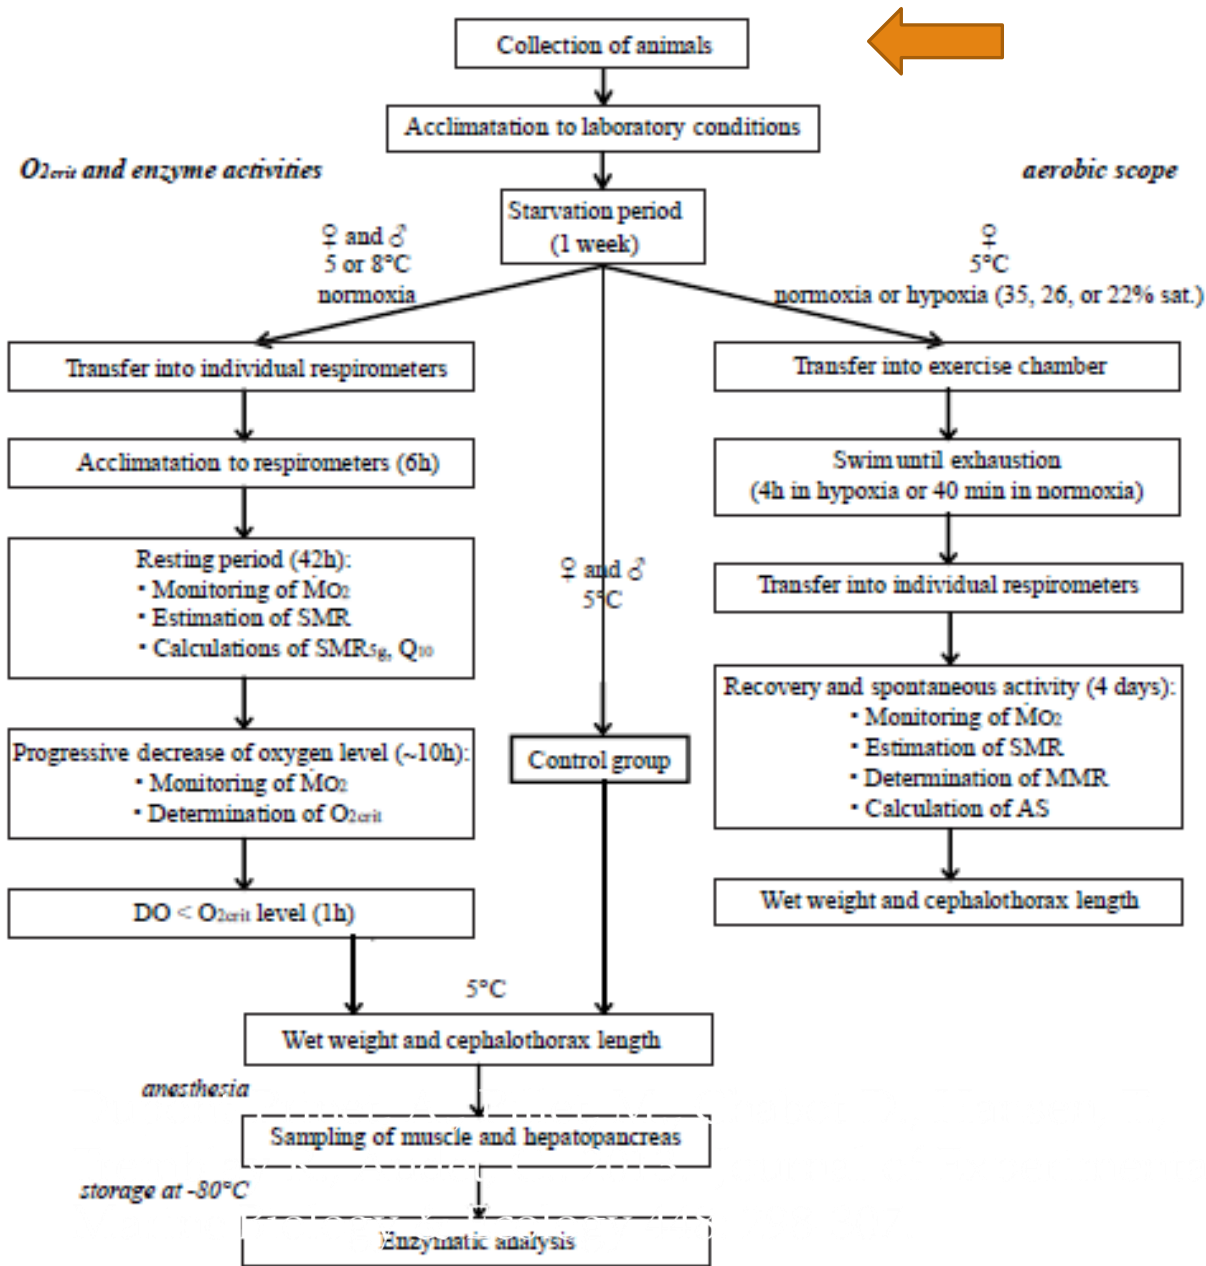 Collection of animals
Acclimatation to laboratory conditions
O2crit and enzyme activities
aerobic scope
Starvation period
(1 week)
♀ and ♂
5 or 8°C
normoxia
♀
5°C
normoxia or hypoxia (35, 26, or 22% sat.)
Transfer into individual respirometers
Acclimatation to respirometers (6h)
Resting period (42h):
• Monitoring of ṀO2
• Estimation of SMR
• Calculations of SMR5g, Q10
Progressive decrease of oxygen level (~10h):
• Monitoring of ṀO2
• Determination of O2crit
DO < O2crit level (1h)
♀ and ♂
5°C
Control group
Transfer into exercise chamber
Swim until exhaustion
(4h in hypoxia or 40 min in normoxia)
Transfer into individual respirometers
Recovery and spontaneous activity (4 days):
• Monitoring of ṀO2
• Estimation of SMR
• Determination of MMR
• Calculation of AS
Wet weight and cephalothorax length
5°C
Wet weight and cephalothorax length
anesthesia
Sampling of muscle and hepatopancreas
storage at -80°C
Enzymatic analysis